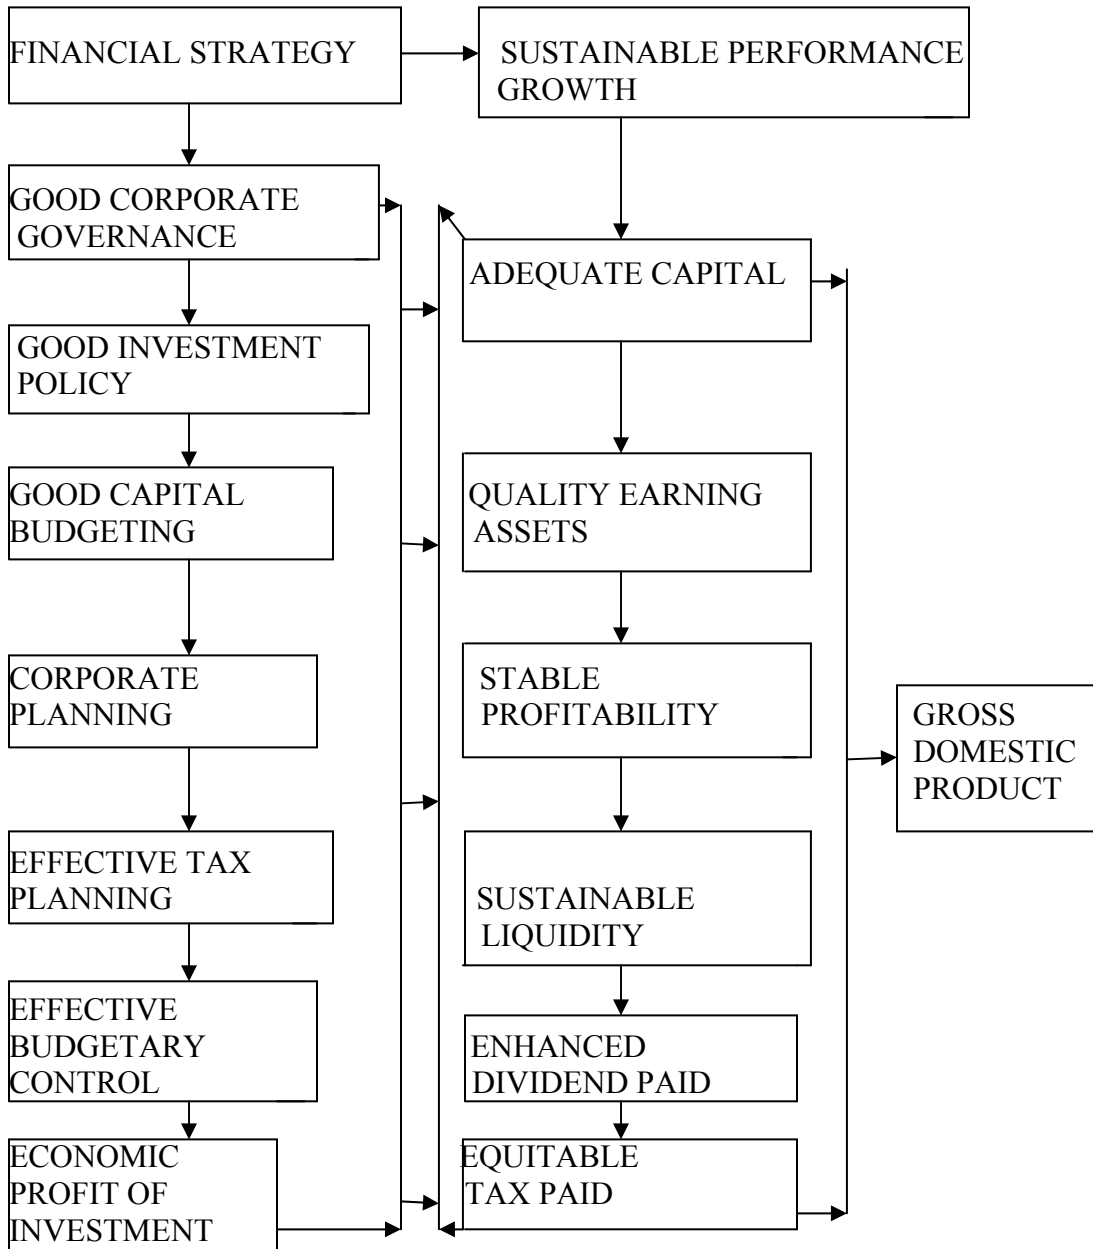 FINANCIAL STRATEGY
SUSTAINABLE PERFORMANCE
GROWTH
GOOD CORPORATE
GOVERNANCE
ADEQUATE CAPITAL
GOOD INVESTMENT
POLICY
GOOD CAPITAL
BUDGETING
QUALITY EARNING
ASSETS
CORPORATE
PLANNING
STABLE
PROFITABILITY
GROSS
DOMESTIC
PRODUCT
EFFECTIVE TAX
PLANNING
SUSTAINABLE
LIQUIDITY
EFFECTIVE
BUDGETARY
CONTROL
ENHANCED
DIVIDEND PAID
ECONOMIC
PROFIT OF
INVESTMENT
EQUITABLE
TAX PAID